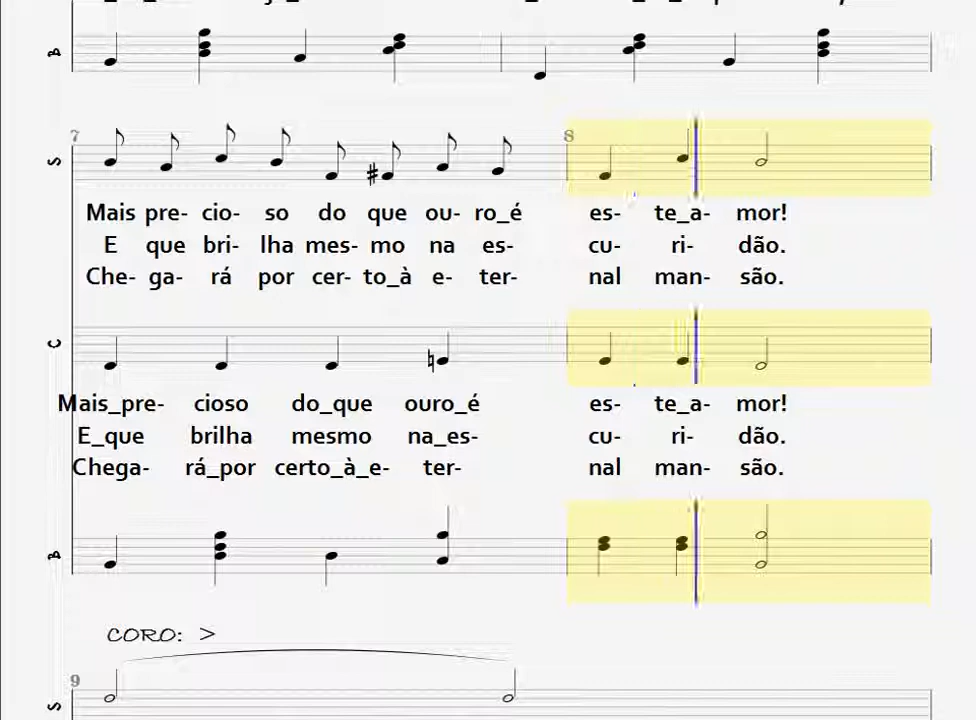 A
7
8
S
Mais pre- cio- so do que ou- ro_é es- te_a- mor!
E que bri- lha mes- mo na es- cu- ri- dão.
Che- ga- rá por cer- to_à e- ter- nal man- são.
C
Mais_pre- cioso do_que ouro_é es- te_a- mor!
E_que brilha mesmo na_es- cu- ri- dão.
Chega- rá_por certo_à_e- ter- nal man- são.
A
CORO: >
9
S